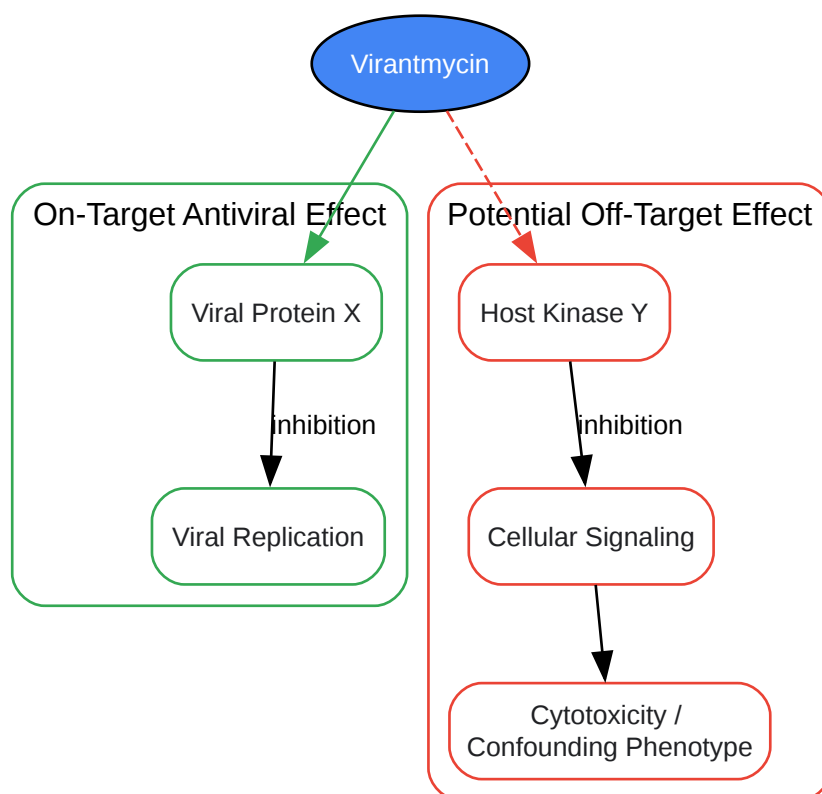 Virantmycin
On-Target Antiviral Effect
Viral Protein X
inhibition
Viral Replication
Potential Off-Target Effect
Host Kinase Y
inhibition
Cellular Signaling
Cytotoxicity /
Confounding Phenotype